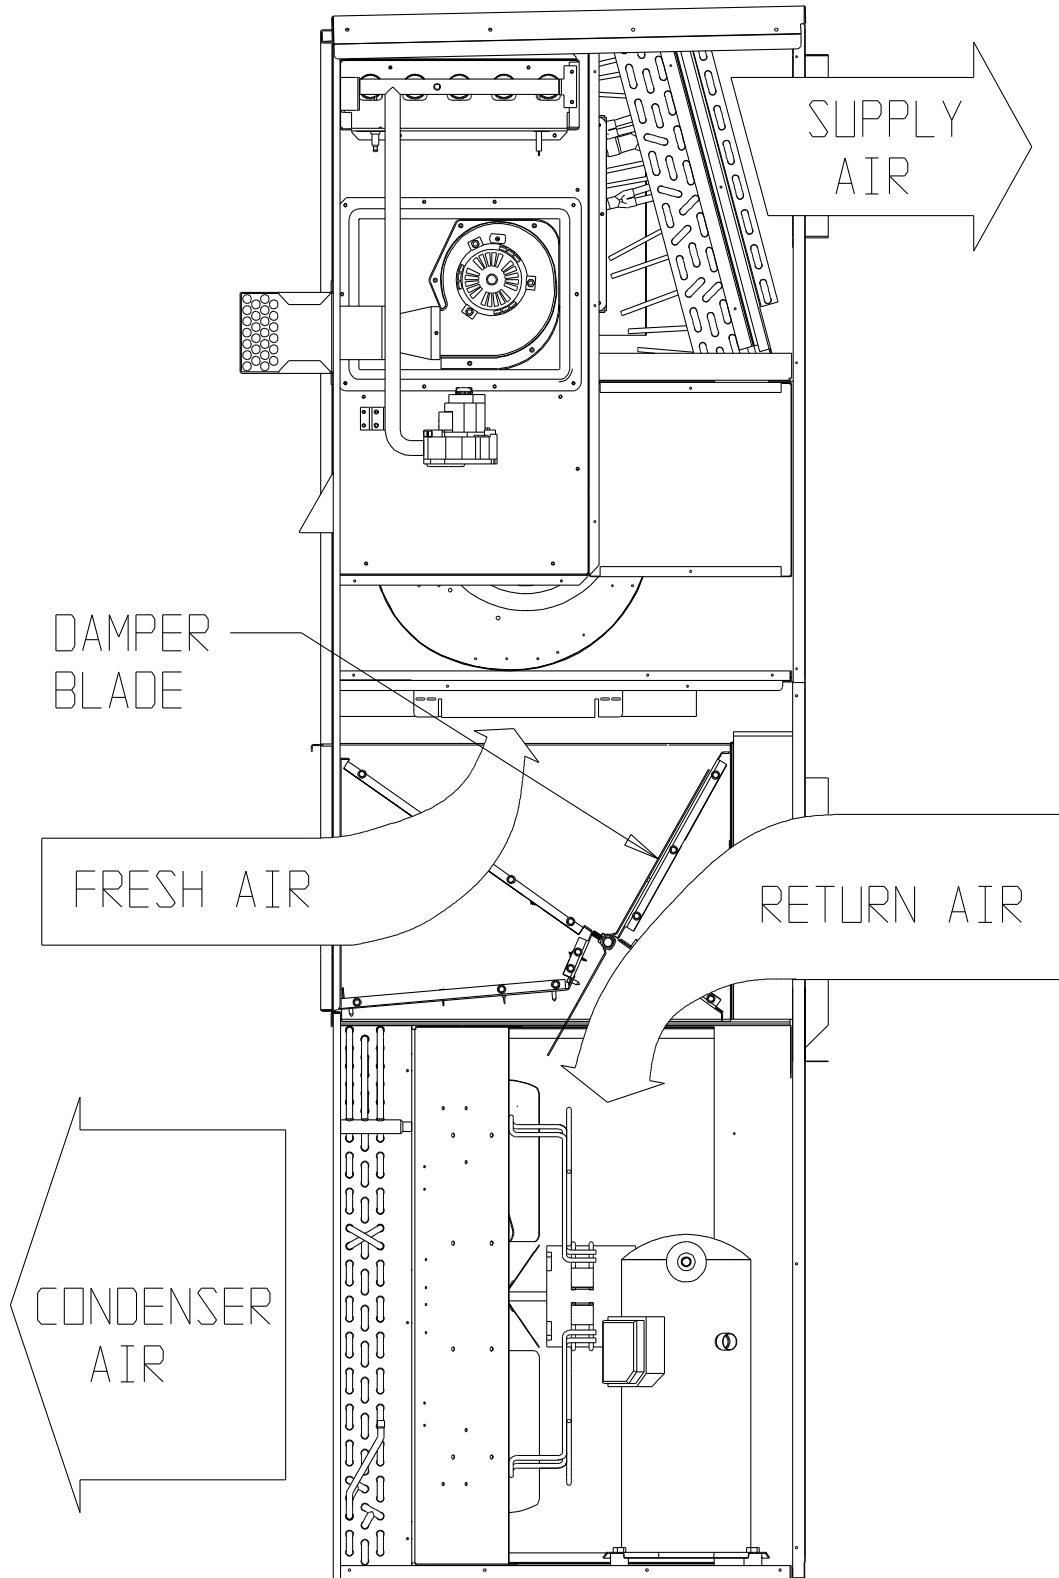 SUPPLY
AIR
DAMPER
BLADE
FRESH AIR
RETURN AIR
CONDENSER
AIR